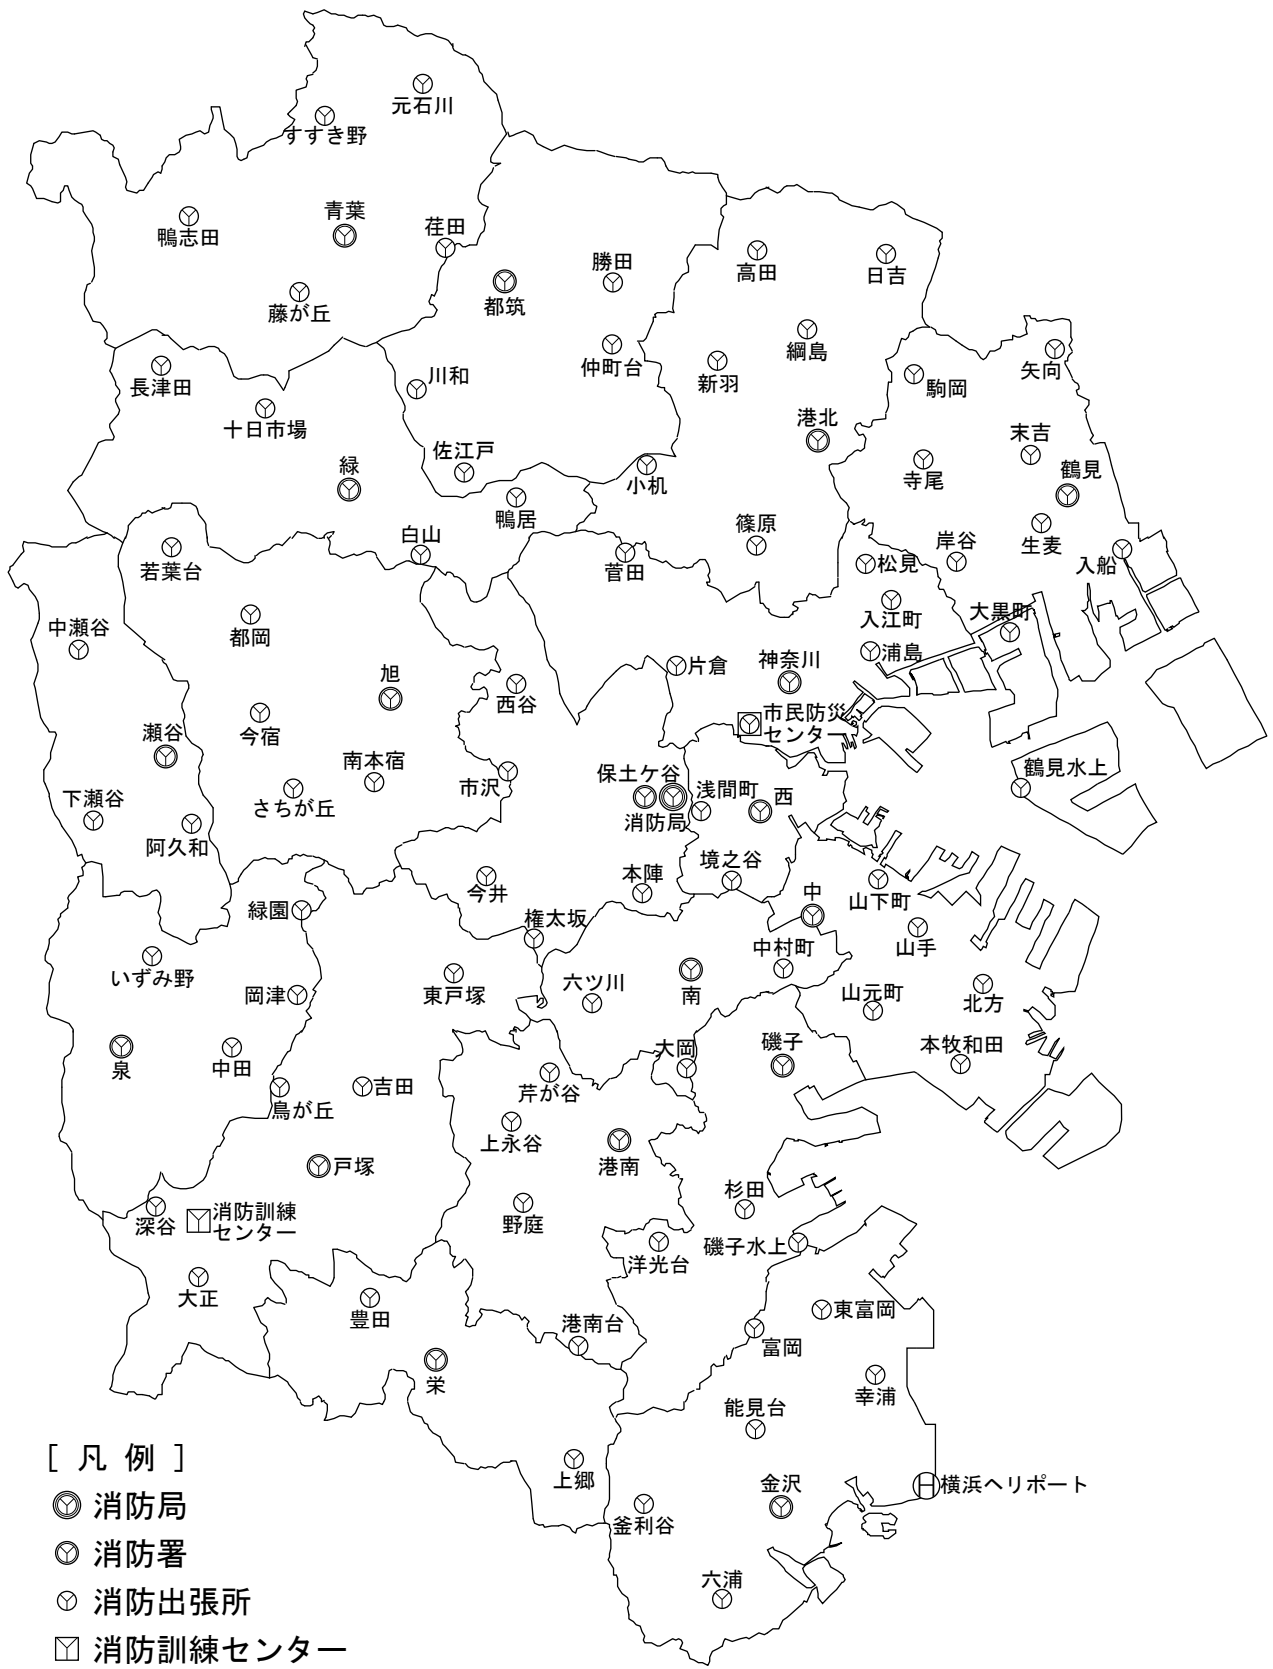 元石川
すすき野
鴨志田
青葉
荏田
藤が丘
都筑
勝田
高田
日吉
長津田
十日市場
川和
仲町台
新羽
綱島
駒岡
矢向
佐江戸
緑
小机
港北
寺尾
末吉
鶴見
鴨居
白山
若葉台
菅田
篠原
松見
岸谷
生麦
入船
中瀬谷
都岡
入江町
大黒町
旭
西谷
片倉
神奈川
浦島
瀬谷
今宿
南本宿
市民防災
センター
下瀬谷
さちが丘
市沢
保土ケ谷
消防局
浅間町
西
鶴見水上
阿久和
今井
本陣
境之谷
中
山下町
緑園
権太坂
山手
いずみ野
岡津
東戸塚
六ツ川
南
中村町
山元町
北方
泉
中田
大岡
磯子
本牧和田
鳥が丘
吉田
芹が谷
上永谷
港南
戸塚
深谷
消防訓練
センター
野庭
杉田
洋光台
磯子水上
大正
豊田
港南台
東富岡
富岡
栄
幸浦
能見台
上郷
釜利谷
金沢
横浜ヘリポート
六浦
[ 凡 例 ]
消防局
消防署
消防出張所
消防訓練センター